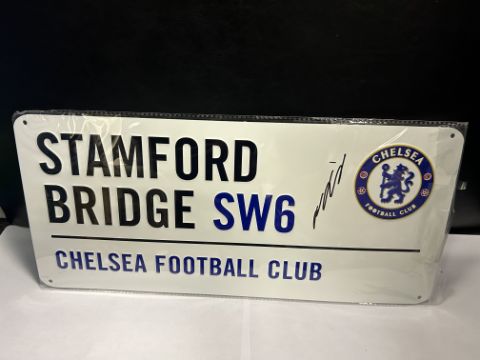 STAMFORD
BRIDGE SW6
CHELSEA FOOTBALL CLUB
CHELSEA
FOOTBALL CLUB